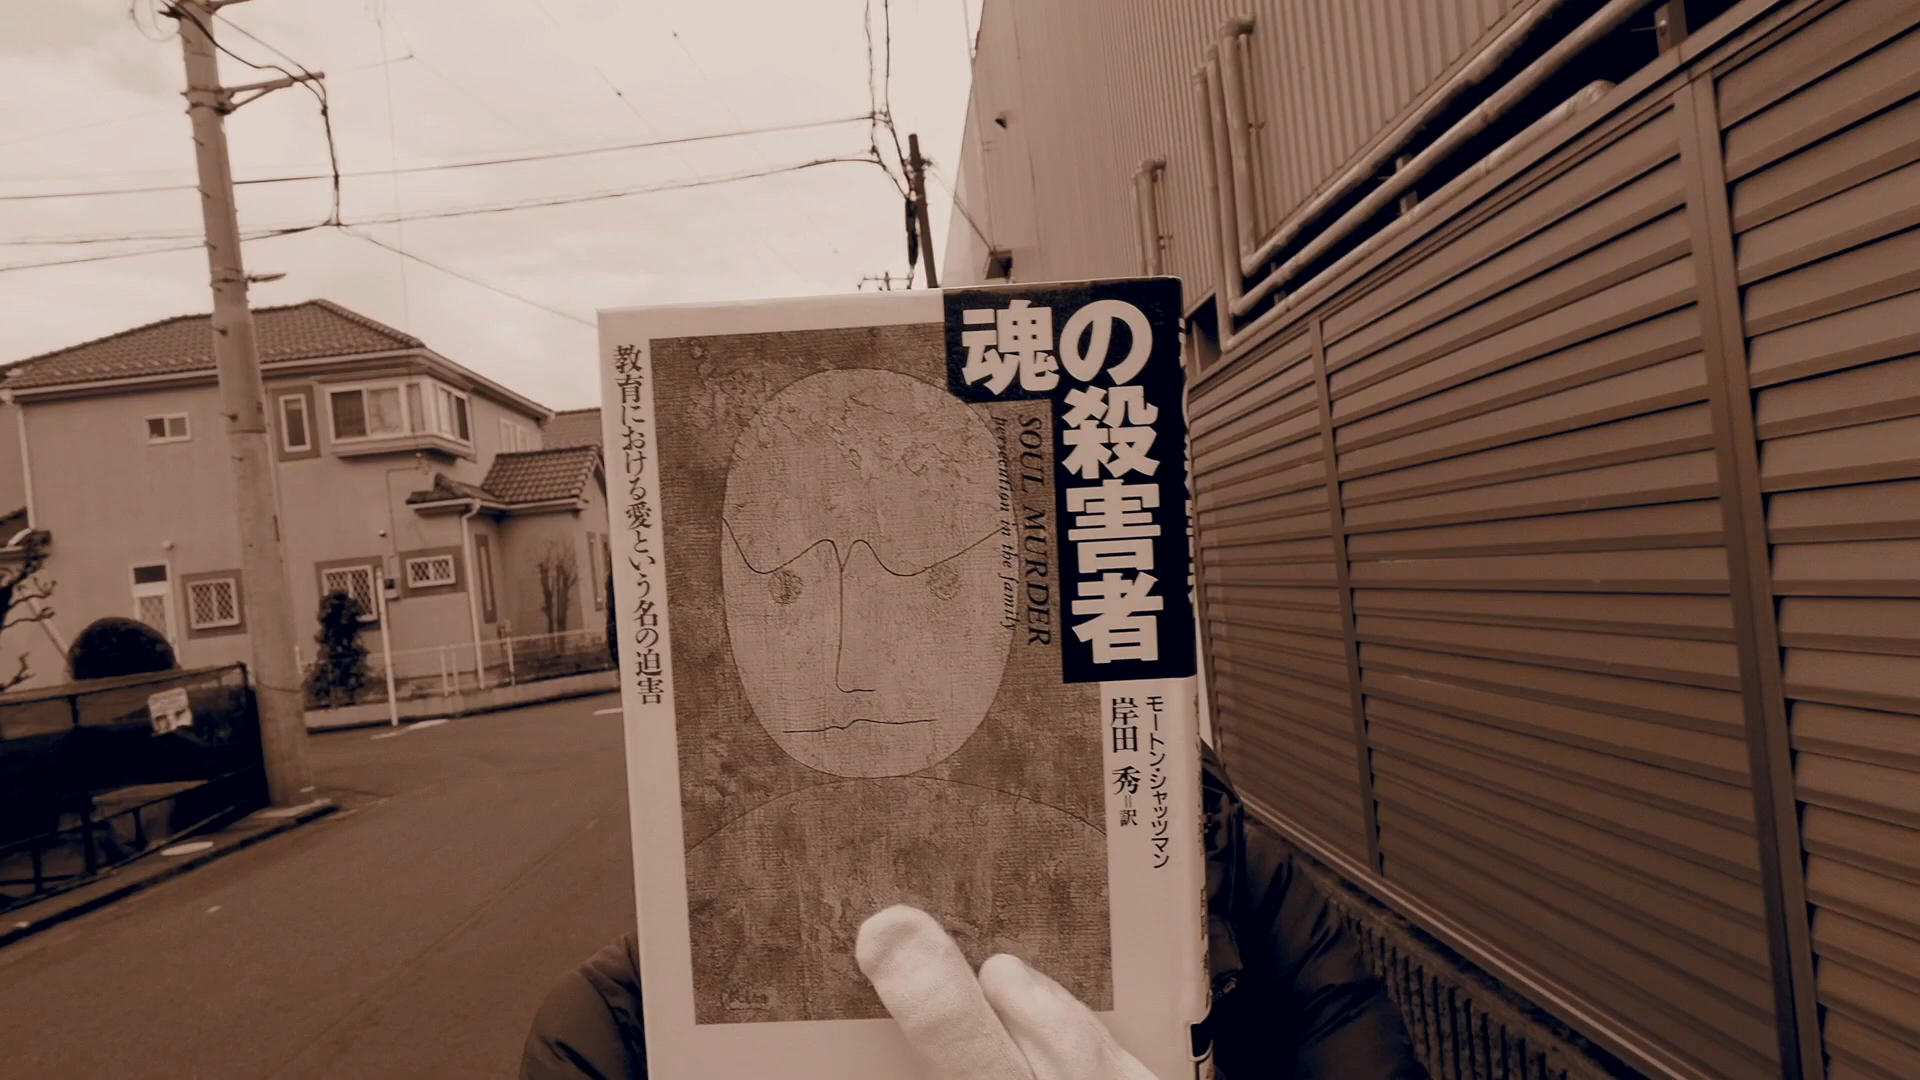 魂の殺害者
SOUL MURDER
persecution in the family
モートン・シャッツマン
岸田 秀=訳
教育における愛という名の迫害